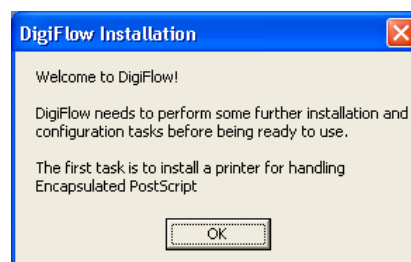 DigiFlow Installation
Welcome to DigiFlow!
DigiFlow needs to perform some further installation and
configuration tasks before being ready to use.
The first task is to install a printer for handling
Encapsulated PostScript
OK